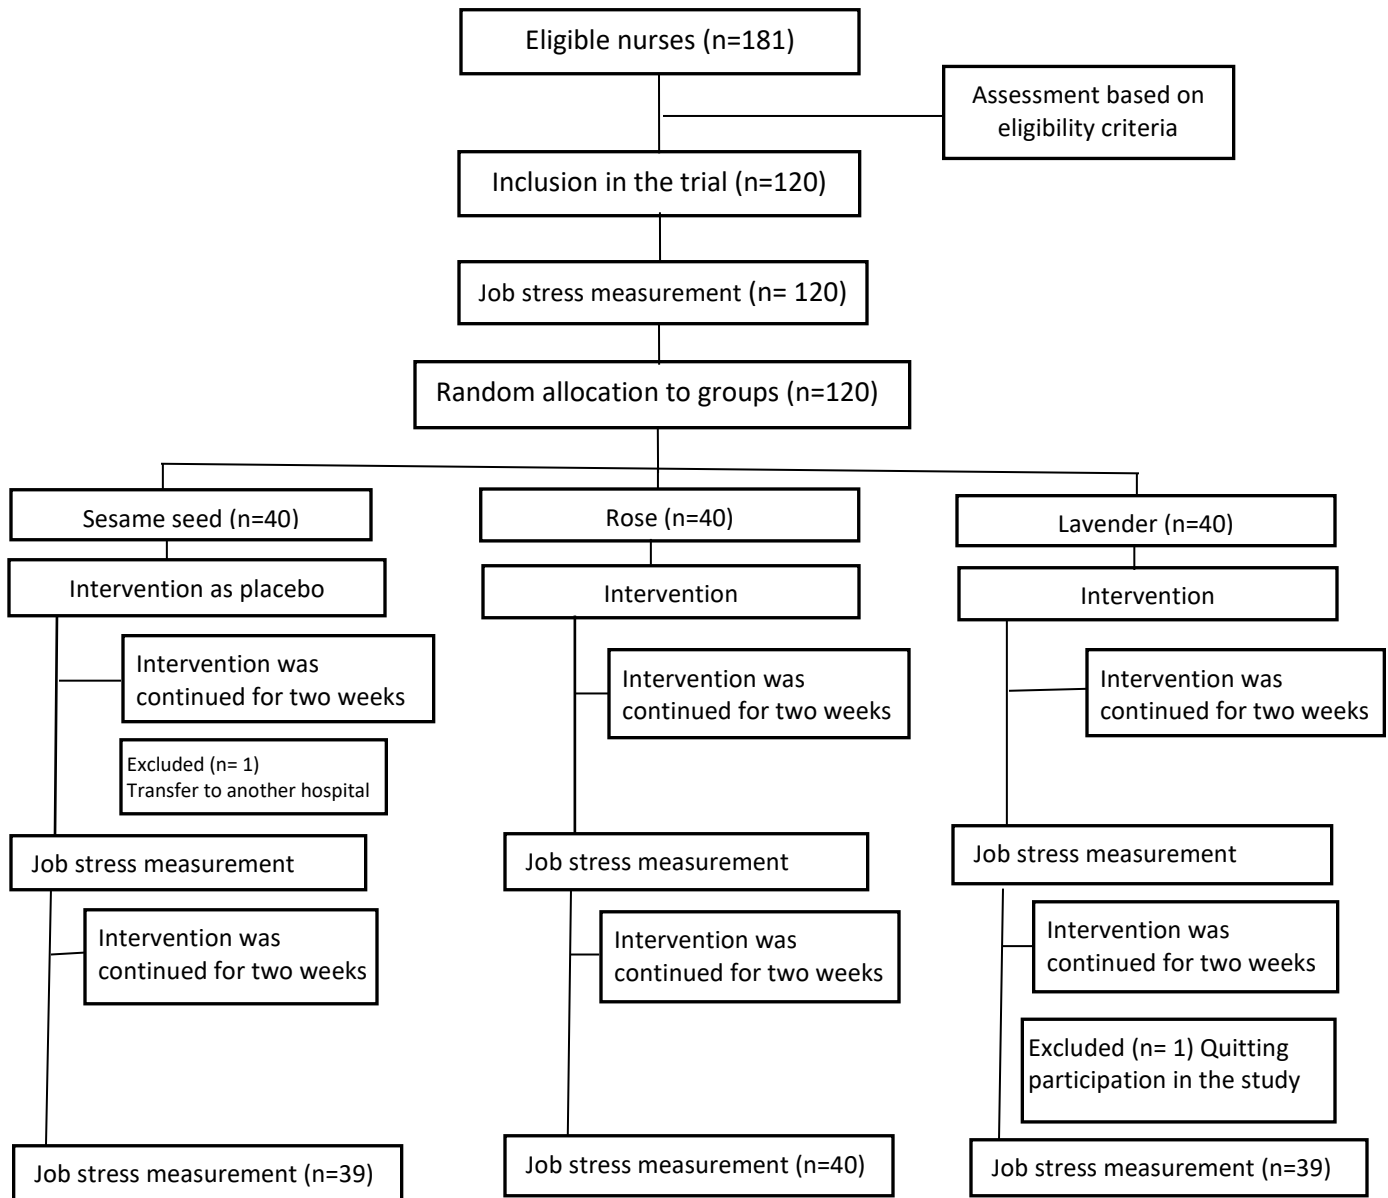 Eligible nurses (n=181)
Assessment based on
eligibility criteria
Inclusion in the trial (n=120)
Job stress measurement (n= 120)
Random allocation to groups (n=120)
Sesame seed (n=40)
Rose (n=40)
Lavender (n=40)
Intervention as placebo
Intervention
Intervention
Intervention was
continued for two weeks
Intervention was
continued for two weeks
Intervention was
continued for two weeks
Excluded (n= 1)
Transfer to another hospital
Job stress measurement
Job stress measurement
Job stress measurement
Intervention was
continued for two weeks
Intervention was
continued for two weeks
Intervention was
continued for two weeks
Excluded (n= 1) Quitting
participation in the study
Job stress measurement (n=39)
Job stress measurement (n=40)
Job stress measurement (n=39)